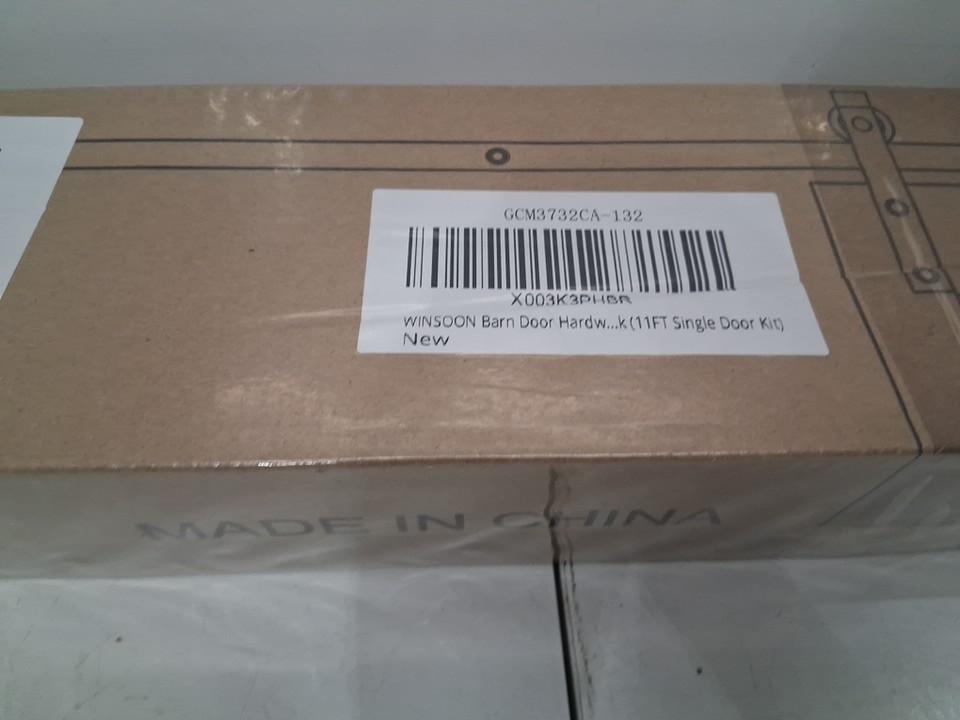 GCM3732CA-132
X003K3PHBR
WINSOON Barn Door Hardw...k (11FT Single Door Kit)
New
MADE IN CHINA